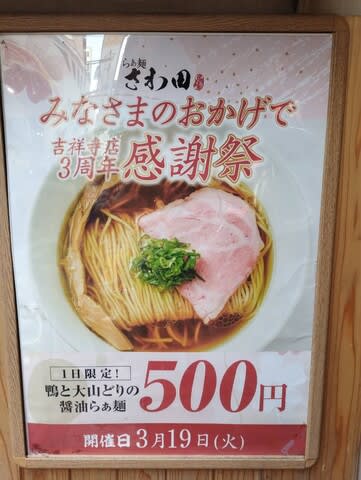 らぁ麺
さわ田
みなさまのおかげで
吉祥寺店
3周年
感謝祭
1日限定!
鴨と大山どりの
醤油らぁ麺
500円
開催日3月19日(火)